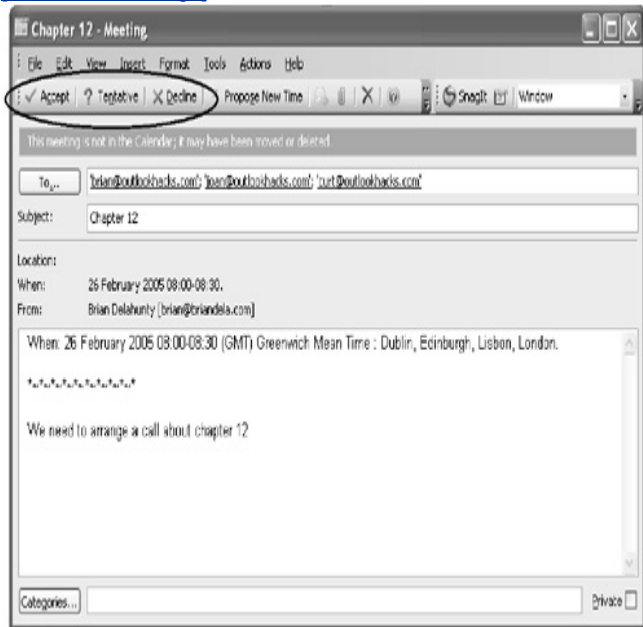 Chapter 12 - Meeting
File Edit View Insert Format Tools Actions Help
Accept ? Tentative Decline Propose New Time SnagIt Window
This meeting is not in the Calendar; it may have been moved or deleted.
To... 'brian@outlookhacks.com'; 'joan@outlookhacks.com'; 'curt@outlookhacks.com'
Subject: Chapter 12
Location:
When: 26 February 2005 08:00-08:30.
From: Brian Delahunty [brian@briandela.com]
When: 26 February 2005 08:00-08:30 (GMT) Greenwich Mean Time : Dublin, Edinburgh, Lisbon, London.
*~*~*~*~*~*~*~*~*~*
We need to arrange a call about chapter 12
Categories... Private